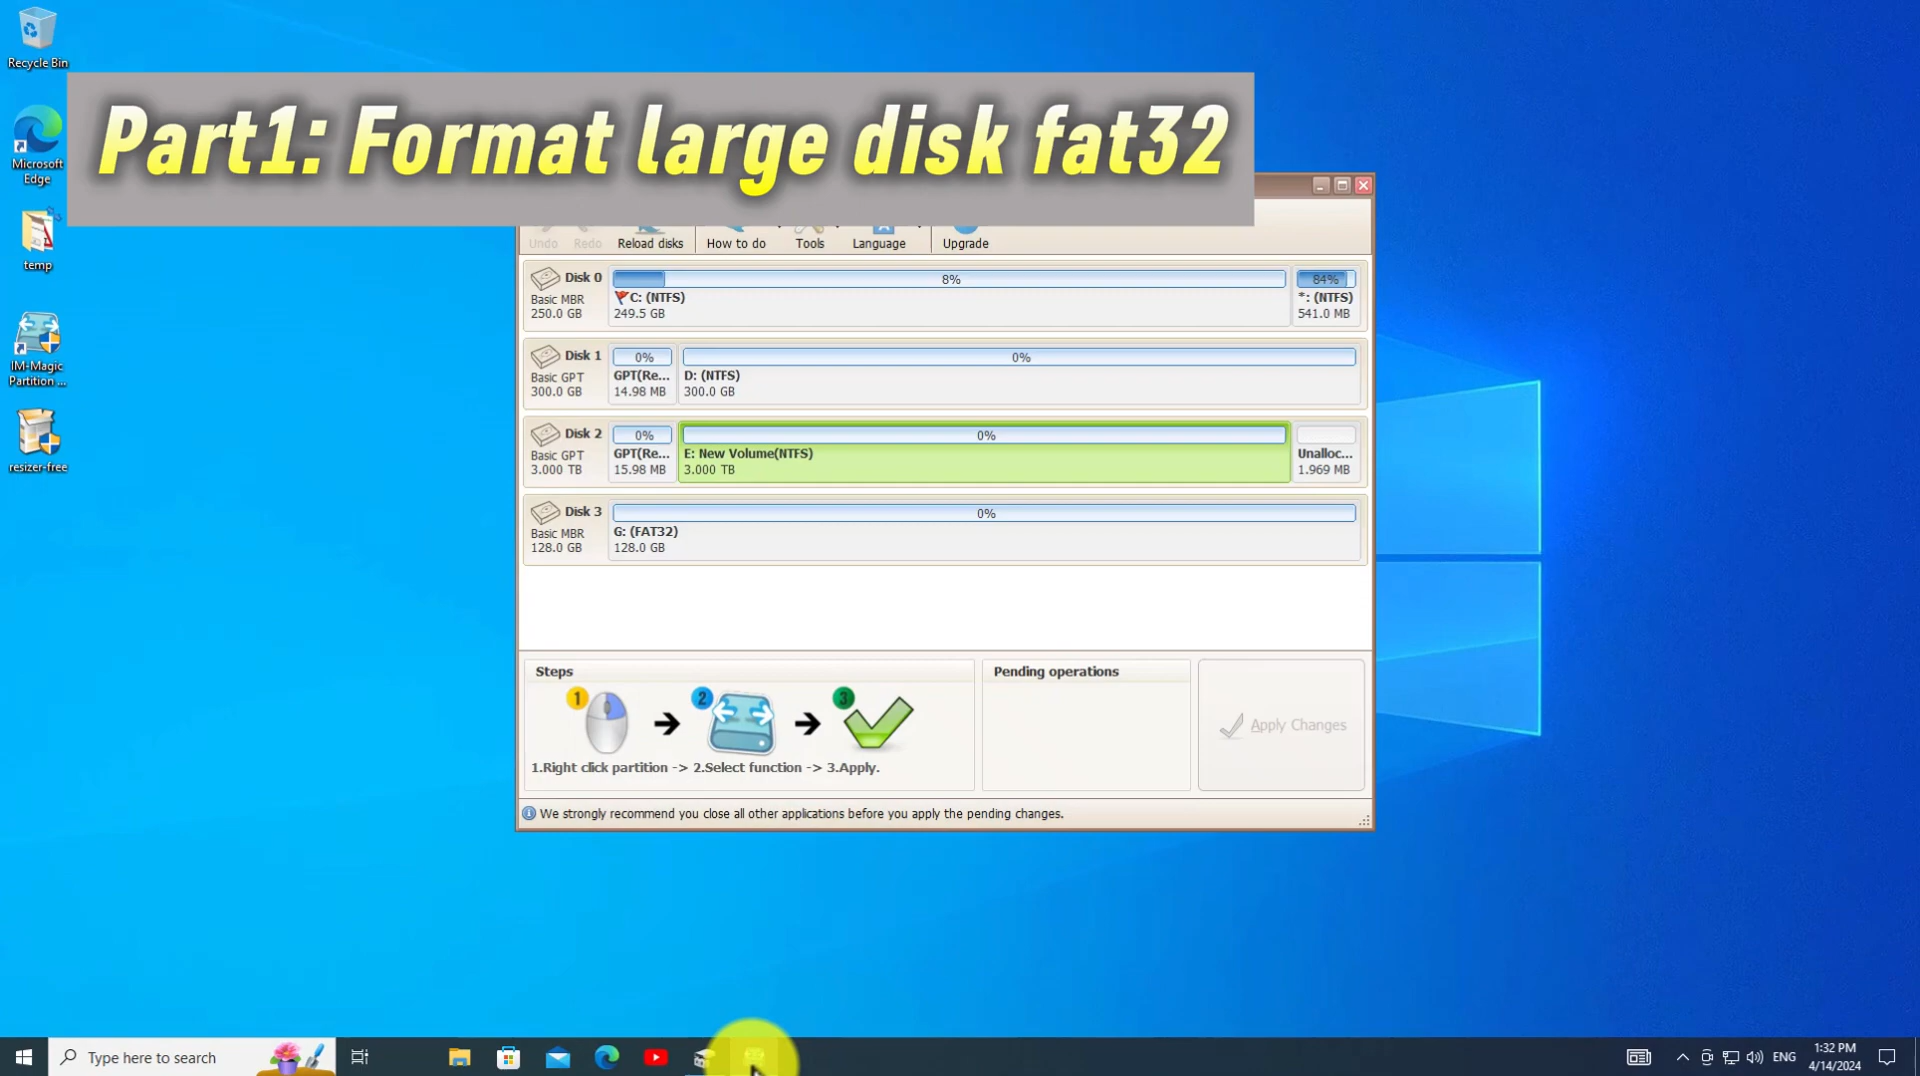 Recycle Bin
Part1: Format large disk fat32
Microsoft
Edge
temp
IM-Magic
Partition ...
resizer-free
Undo
Redo
Reload disks
How to do
Tools
Language
Upgrade
Disk 0
Basic MBR
250.0 GB
8%
C: (NTFS)
249.5 GB
84%
*: (NTFS)
541.0 MB
Disk 1
Basic GPT
300.0 GB
0%
GPT(Re...
14.98 MB
0%
D: (NTFS)
300.0 GB
Disk 2
Basic GPT
3.000 TB
0%
GPT(Re...
15.98 MB
0%
E: New Volume(NTFS)
3.000 TB
Unalloc...
1.969 MB
Disk 3
Basic MBR
128.0 GB
0%
G: (FAT32)
128.0 GB
Steps
1
2
3
1.Right click partition -> 2.Select function -> 3.Apply.
Pending operations
Apply Changes
We strongly recommend you close all other applications before you apply the pending changes.
Type here to search
ENG
1:32 PM
4/14/2024